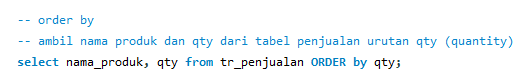 -- order by
-- ambil nama produk dan qty dari tabel penjualan urutan qty (quantity)
select nama_produk, qty from tr_penjualan ORDER by qty;